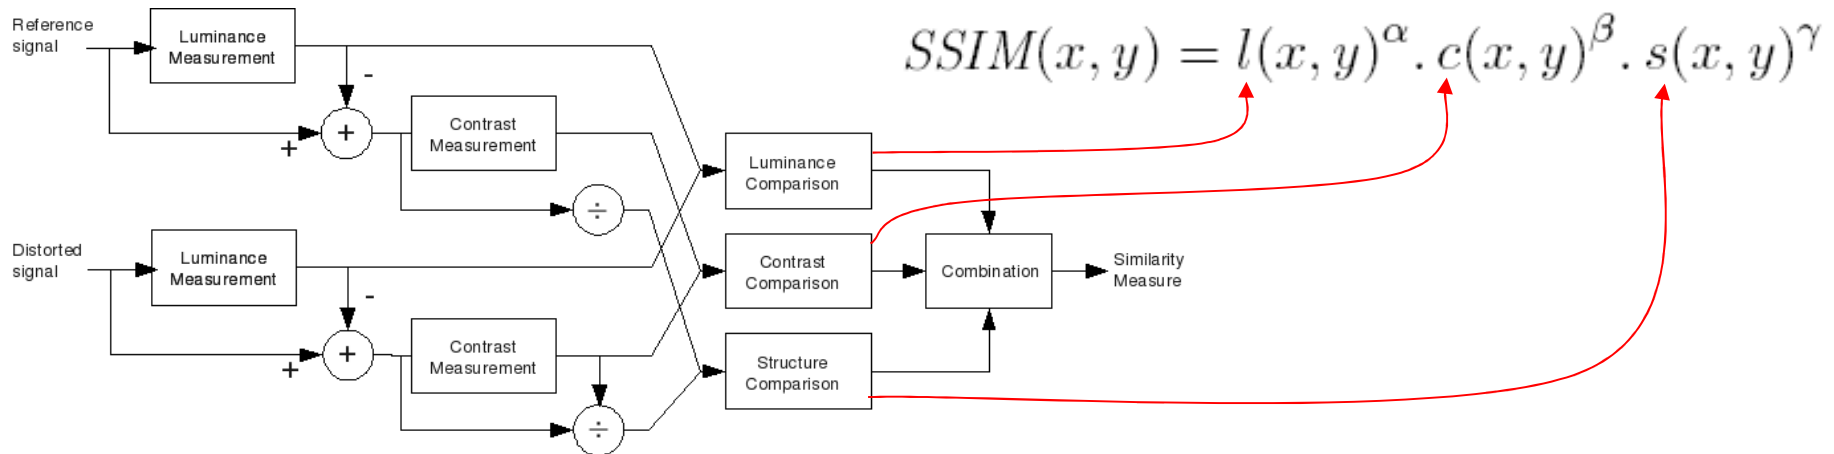 Reference
signal
Luminance
Measurement
-
+
+
Contrast
Measurement
÷
Distorted
signal
Luminance
Measurement
-
+
+
Contrast
Measurement
÷
Luminance
Comparison
Contrast
Comparison
Structure
Comparison
Combination
Similarity
Measure
SSIM(x, y) = l(x, y)^α . c(x, y)^β . s(x, y)^γ